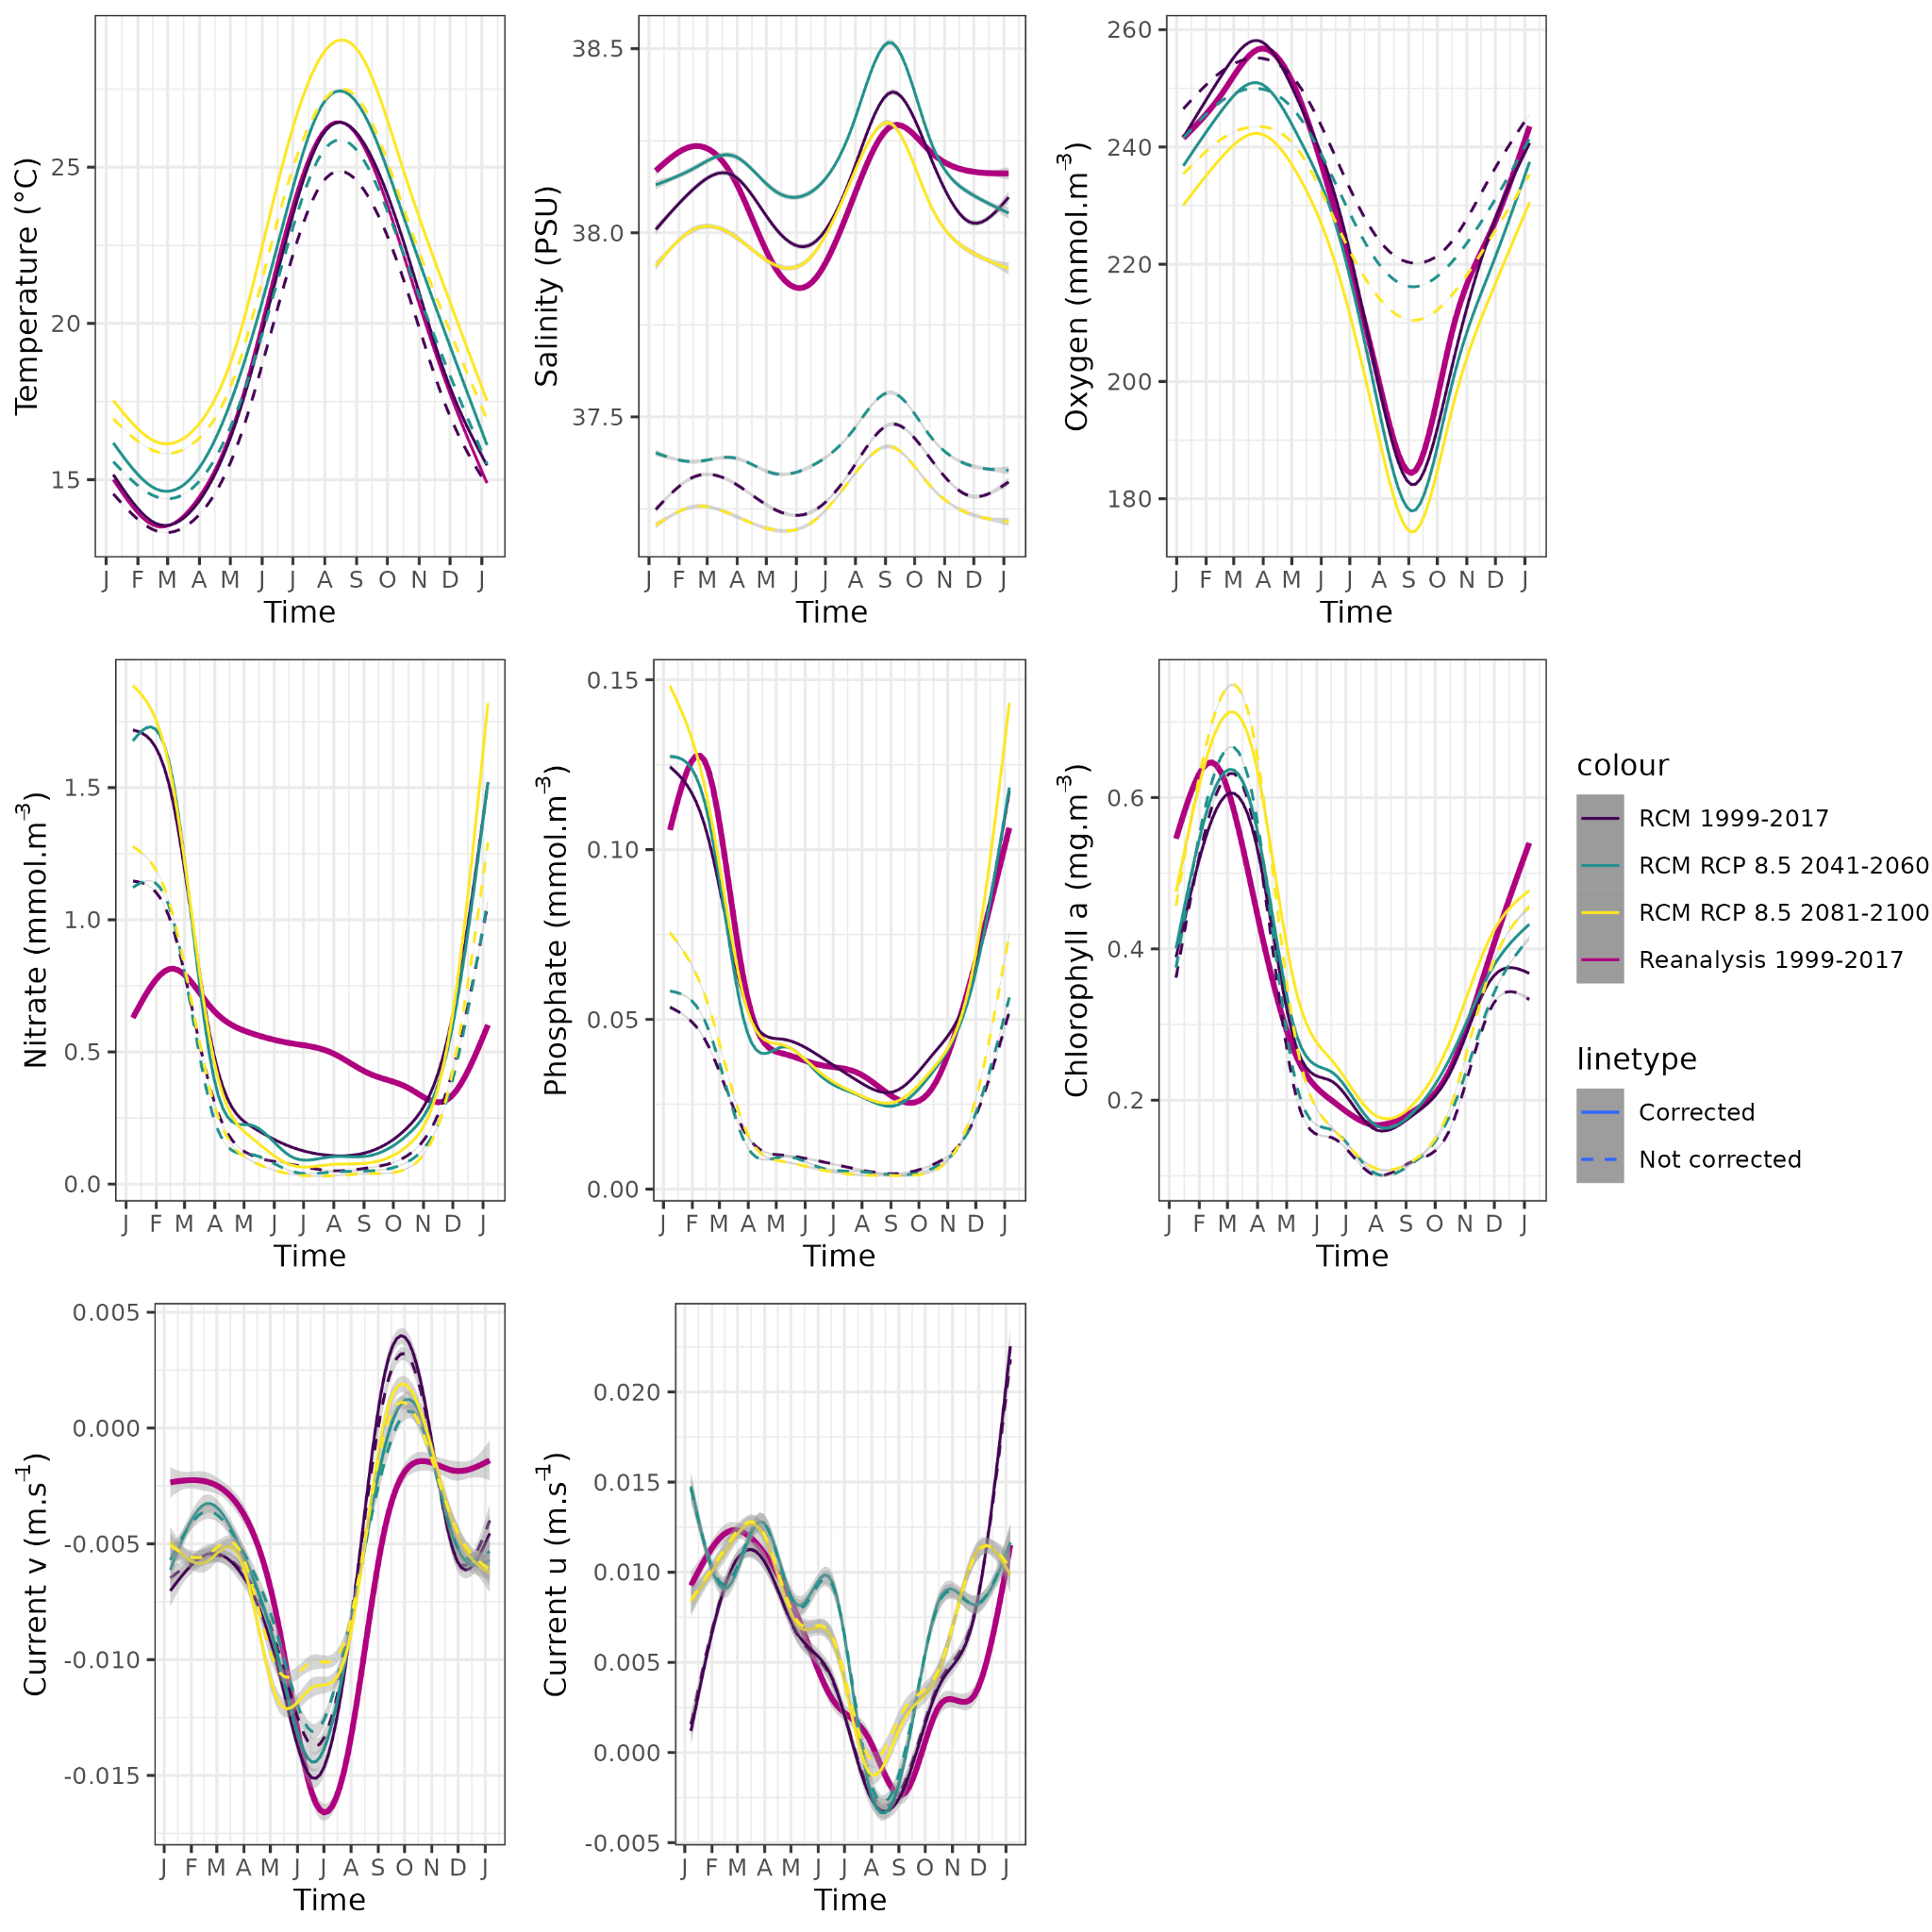 Temperature (°C)
25
20
15
J F M A M J J A S O N D J
Time
Salinity (PSU)
38.5
38.0
37.5
J F M A M J J A S O N D J
Time
Oxygen (mmol.m⁻³)
260
240
220
200
180
J F M A M J J A S O N D J
Time
Nitrate (mmol.m⁻³)
1.5
1.0
0.5
0.0
J F M A M J J A S O N D J
Time
Phosphate (mmol.m⁻³)
0.15
0.10
0.05
0.00
J F M A M J J A S O N D J
Time
Chlorophyll a (mg.m⁻³)
0.6
0.4
0.2
J F M A M J J A S O N D J
Time
colour
RCM 1999-2017
RCM RCP 8.5 2041-2060
RCM RCP 8.5 2081-2100
Reanalysis 1999-2017
linetype
Corrected
Not corrected
Current v (m.s⁻¹)
0.005
0.000
-0.005
-0.010
-0.015
J F M A M J J A S O N D J
Time
Current u (m.s⁻¹)
0.020
0.015
0.010
0.005
0.000
-0.005
J F M A M J J A S O N D J
Time